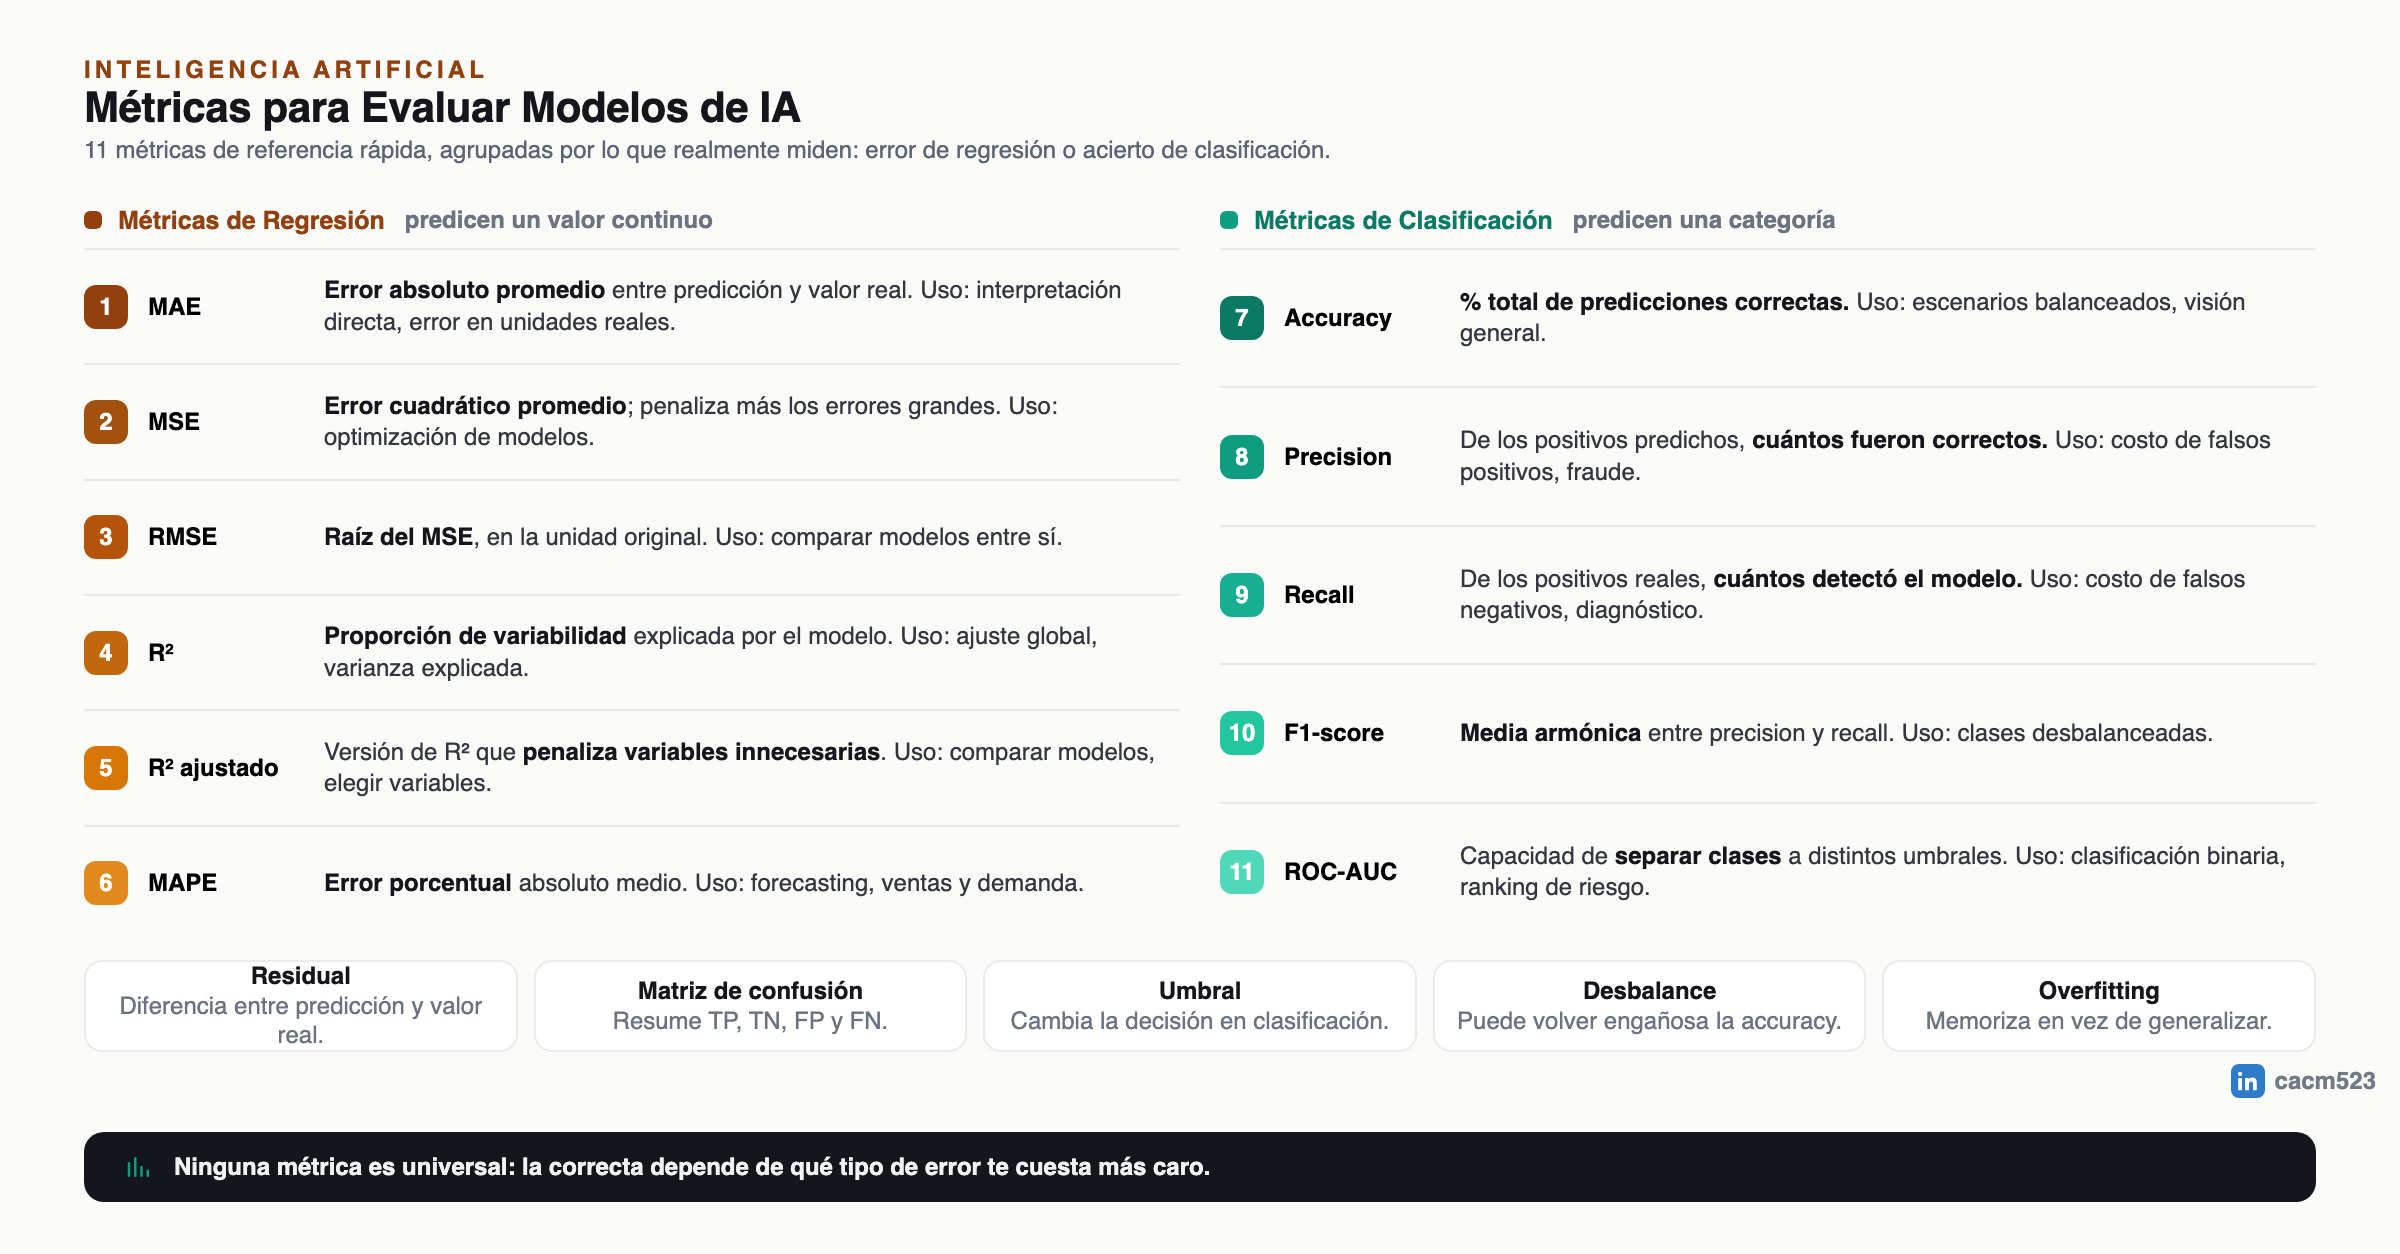 INTELIGENCIA ARTIFICIAL
Métricas para Evaluar Modelos de IA
11 métricas de referencia rápida, agrupadas por lo que realmente miden: error de regresión o acierto de clasificación.
Métricas de Regresión predicen un valor continuo
1 MAE
Error absoluto promedio entre predicción y valor real. Uso: interpretación
directa, error en unidades reales.
2 MSE
Error cuadrático promedio; penaliza más los errores grandes. Uso:
optimización de modelos.
3 RMSE
Raíz del MSE, en la unidad original. Uso: comparar modelos entre sí.
4 R²
Proporción de variabilidad explicada por el modelo. Uso: ajuste global,
varianza explicada.
5 R² ajustado
Versión de R² que penaliza variables innecesarias. Uso: comparar modelos,
elegir variables.
6 MAPE
Error porcentual absoluto medio. Uso: forecasting, ventas y demanda.
Métricas de Clasificación predicen una categoría
7 Accuracy
% total de predicciones correctas. Uso: escenarios balanceados, visión
general.
8 Precision
De los positivos predichos, cuántos fueron correctos. Uso: costo de falsos
positivos, fraude.
9 Recall
De los positivos reales, cuántos detectó el modelo. Uso: costo de falsos
negativos, diagnóstico.
10 F1-score
Media armónica entre precision y recall. Uso: clases desbalanceadas.
11 ROC-AUC
Capacidad de separar clases a distintos umbrales. Uso: clasificación binaria,
ranking de riesgo.
Residual
Diferencia entre predicción y valor
real.
Matriz de confusión
Resume TP, TN, FP y FN.
Umbral
Cambia la decisión en clasificación.
Desbalance
Puede volver engañosa la accuracy.
Overfitting
Memoriza en vez de generalizar.
in cacm523
Ninguna métrica es universal: la correcta depende de qué tipo de error te cuesta más caro.